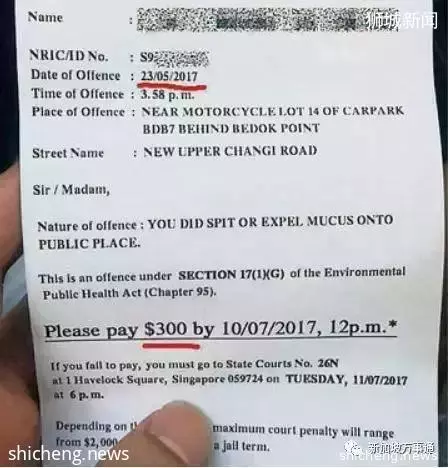 狮城新闻
Name :
NRIC/ID No. : S9
Date of Offence : 23/05/2017
Time of Offence : 3.58 p.m.
Place of Offence : NEAR MOTORCYCLE LOT 14 OF CARPARK
BDB7 BEHIND BEDOK POINT
Street Name : NEW UPPER CHANGI ROAD
Sir / Madam,
Nature of offence : YOU DID SPIT OR EXPEL MUCUS ONTO
PUBLIC PLACE.
This is an offence under SECTION 17(1)(G) of the Environmental
Public Health Act (Chapter 95).
Please pay $300 by 10/07/2017, 12p.m.*
If you fail to pay, you must go to State Courts No. 26N
at 1 Havelock Square, Singapore 059724 on TUESDAY, 11/07/2017
at 6 p.m.
Depending on maximum court penalty will range
from $2,000 a jail term.
新加坡万事通
shicheng.news
shicheng.news